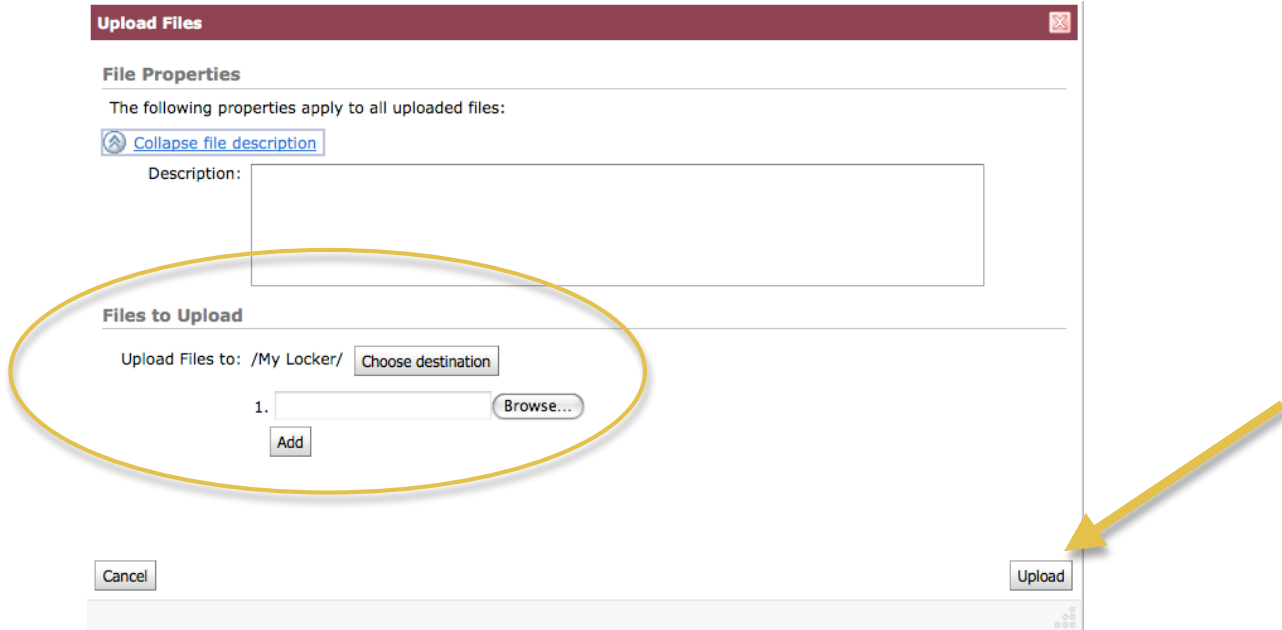 Upload Files
File Properties
The following properties apply to all uploaded files:
Collapse file description
Description:
Files to Upload
Upload Files to: /My Locker/ Choose destination
1. Browse...
Add
Cancel Upload